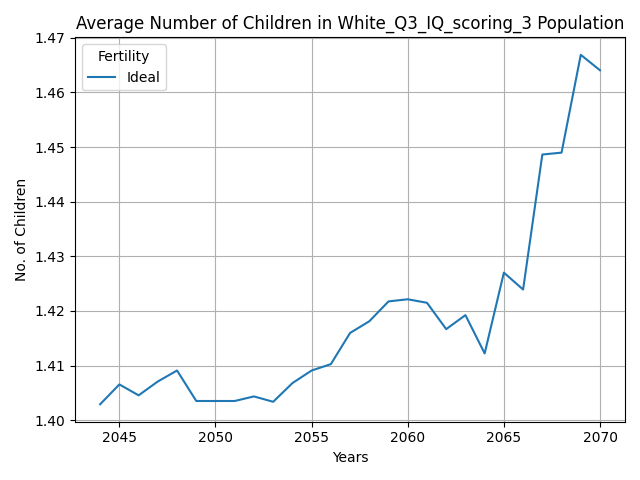 Average Number of Children in White_Q3_IQ_scoring_3 Population
1.47
1.46
1.45
1.44
1.43
1.42
1.41
1.40
No. of Children
Fertility
Ideal
2045 2050 2055 2060 2065 2070
Years